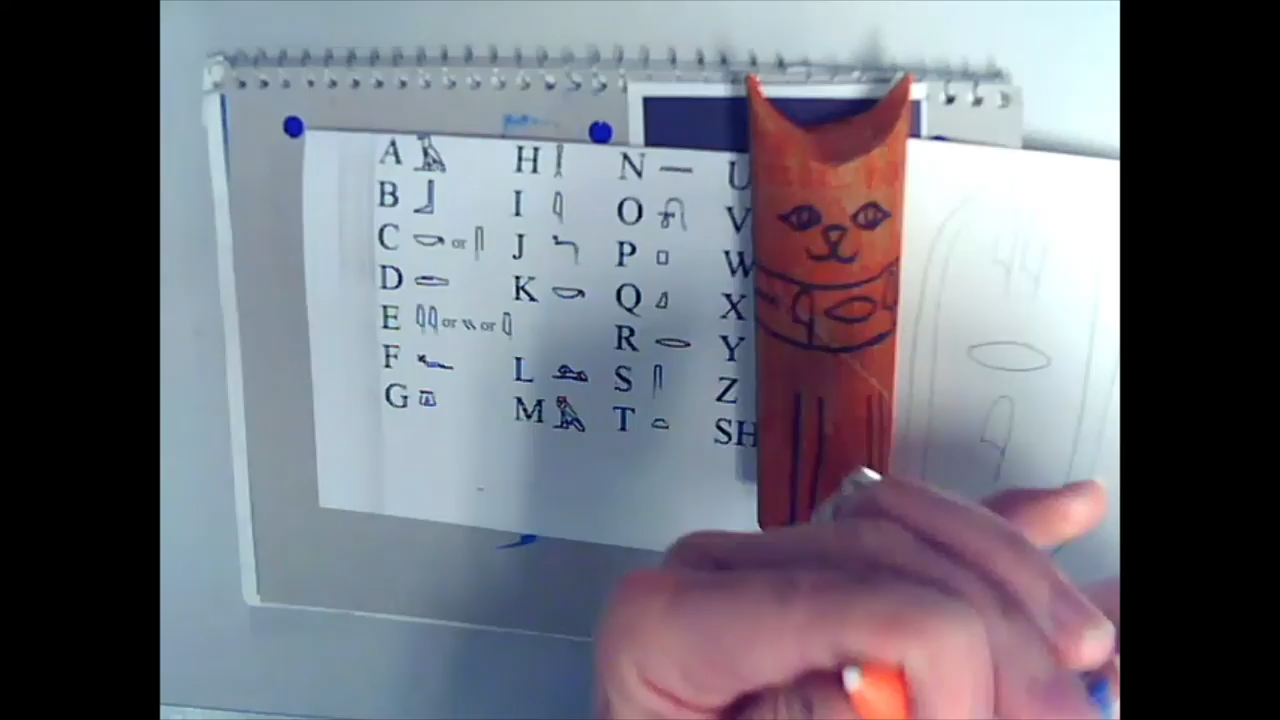 A H N U
B I O V
C or J P W
D K Q X
E or or R Y
F L S Z
G M T SH